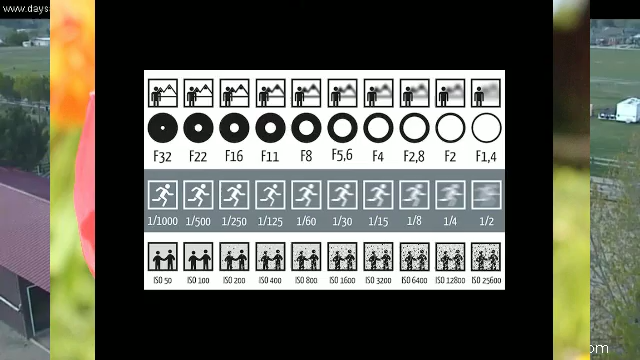 www.days
F32 F22 F16 F11 F8 F5,6 F4 F2,8 F2 F1,4
1/1000 1/500 1/250 1/125 1/60 1/30 1/15 1/8 1/4 1/2
ISO 50 ISO 100 ISO 200 ISO 400 ISO 800 ISO 1600 ISO 3200 ISO 6400 ISO 12800 ISO 25600
om